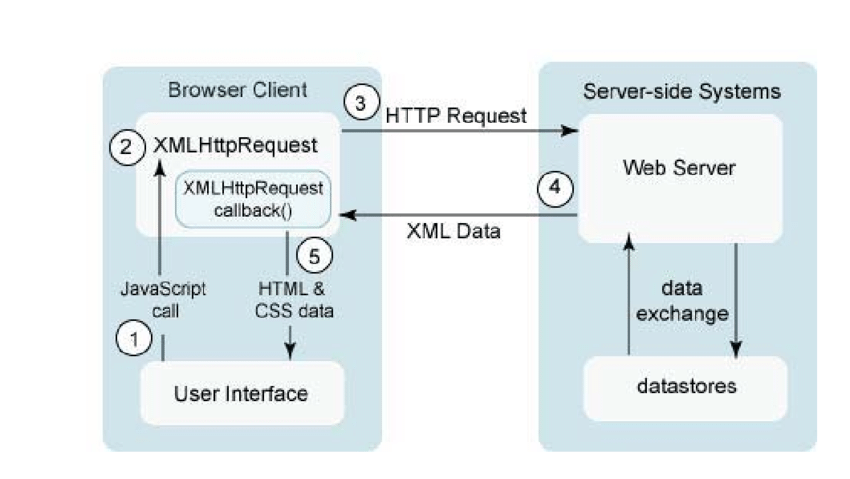 Browser Client
3
HTTP Request
2
XMLHttpRequest
XMLHttpRequest
callback()
5
JavaScript
call
HTML &
CSS data
1
User Interface
Server-side Systems
Web Server
4
XML Data
data
exchange
datastores